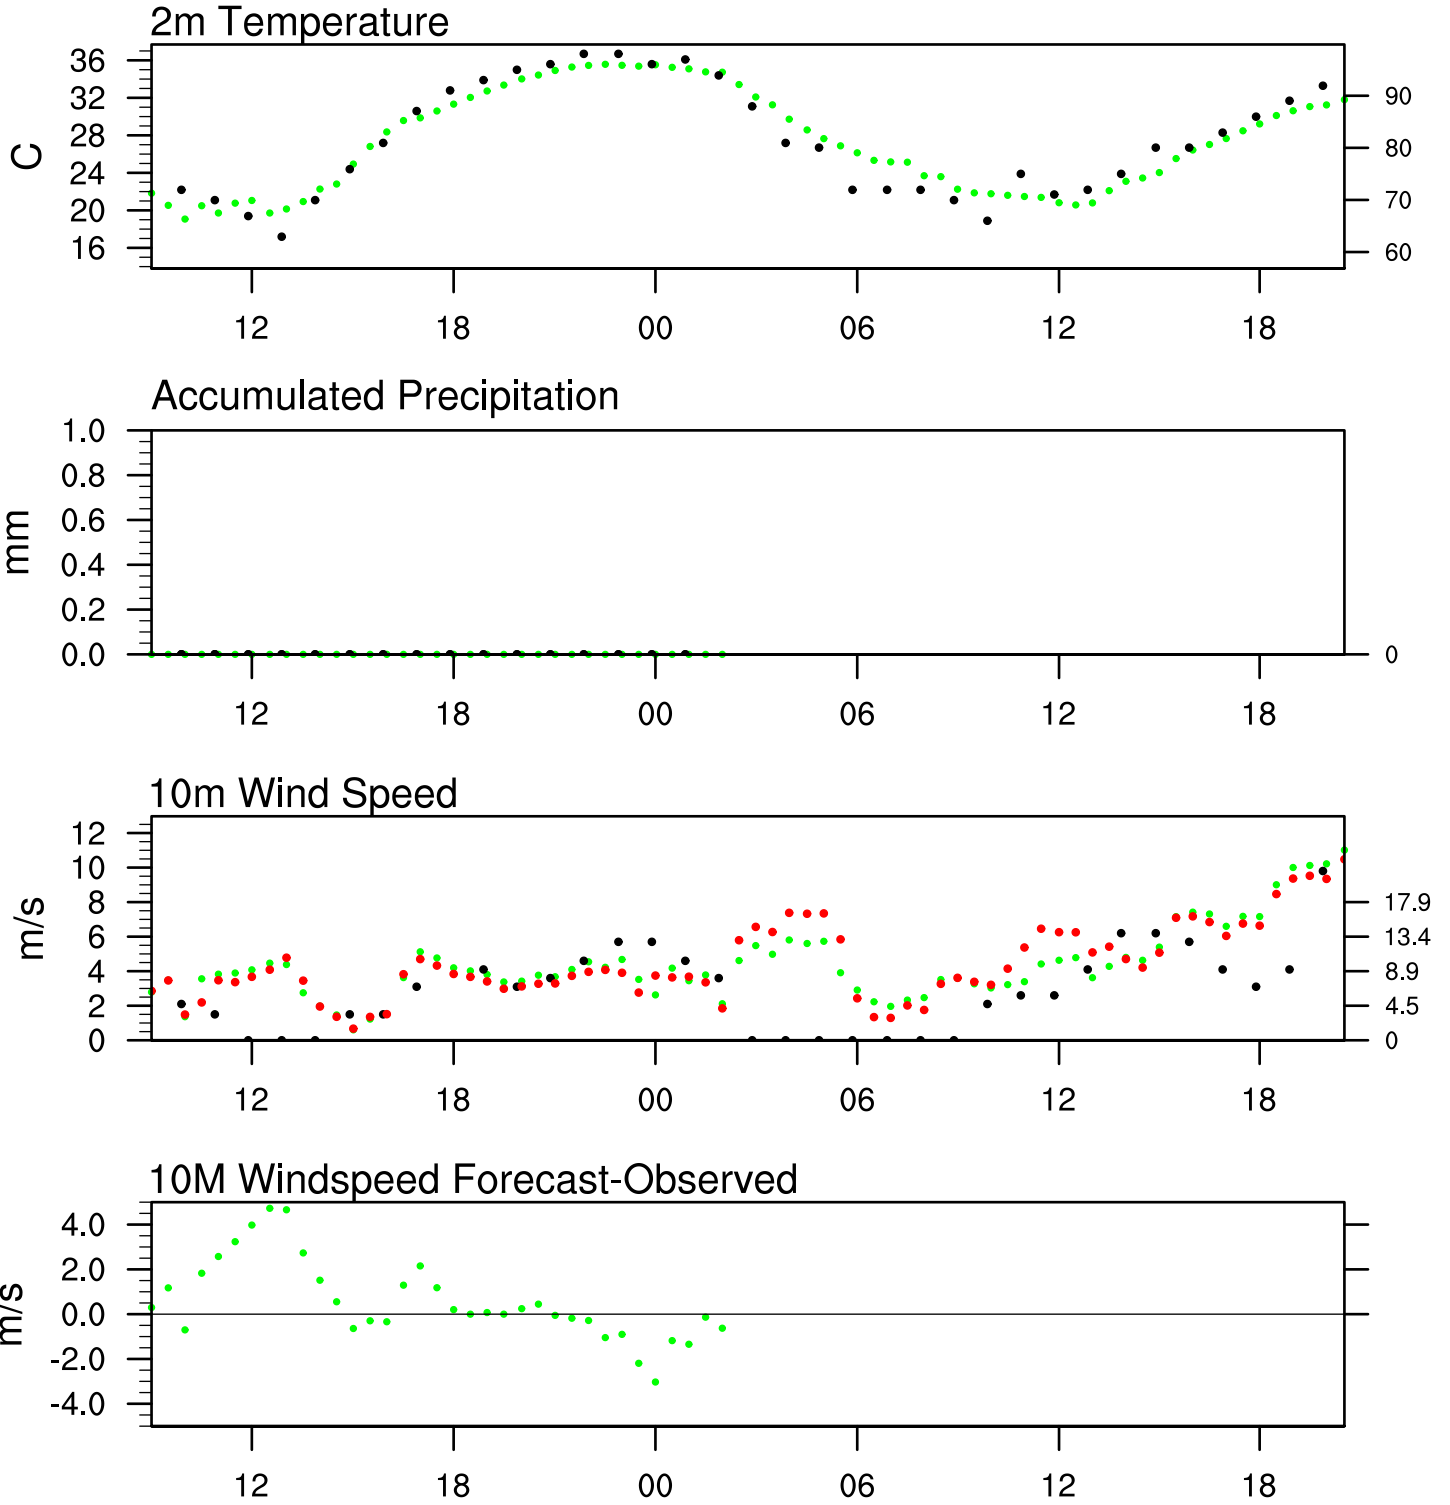 2m Temperature
36
32
28
24
20
16
C
90
80
70
60
12 18 00 06 12 18
Accumulated Precipitation
1.0
0.8
0.6
0.4
0.2
0.0
mm
0
12 18 00 06 12 18
10m Wind Speed
12
10
8
6
4
2
0
m/s
17.9
13.4
8.9
4.5
0
12 18 00 06 12 18
10M Windspeed Forecast-Observed
4.0
2.0
0.0
-2.0
-4.0
m/s
12 18 00 06 12 18